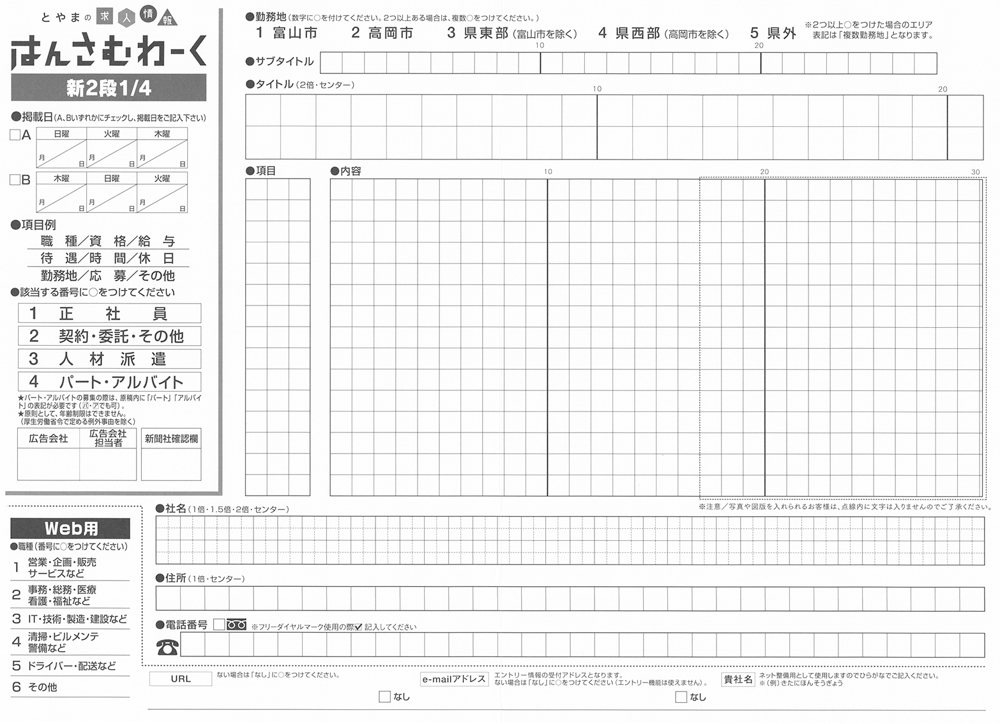 とやまの求人情報
はんさむわーく
新2段1/4
●掲載日(A、Bいずれかにチェックし、掲載日をご記入下さい)
□A 日曜 火曜 木曜
月 日 月 日 月 日
□B 木曜 日曜 火曜
月 日 月 日 月 日
●項目例
職 種／資 格／給 与
待 遇／時 間／休 日
勤務地／応 募／その他
●該当する番号に○をつけてください
1 正 社 員
2 契約・委託・その他
3 人 材 派 遣
4 パート・アルバイト
★パート・アルバイトの募集の際は、原稿内に「パート」「アルバイ
ト」の表記が必要です(パ・アでも可)。
★原則として、年齢制限はできません。
(厚生労働省令で定める例外事由を除く)
広告会社 広告会社 新聞社確認欄
担当者
●勤務地(数字に○を付けてください。2つ以上ある場合は、複数○をつけてください。)
1 富山市 2 高岡市 3 県東部(富山市を除く) 4 県西部(高岡市を除く) 5 県外
※2つ以上○をつけた場合のエリア
表記は「複数勤務地」となります。
10 20
●サブタイトル
●タイトル(2倍・センター)
10 20
●項目 ●内容 10 20 30
※注意／写真や図版を入れられるお客様は、点線内に文字は入りませんのでご了承ください。
●社名(1倍・1.5倍・2倍・センター)
●住所(1倍・センター)
●電話番号 □ ※フリーダイヤルマーク使用の際☑記入してください
Web用
●職種(番号に○をつけてください)
1 営業・企画・販売
サービスなど
2 事務・総務・医療
看護・福祉など
3 IT・技術・製造・建設など
4 清掃・ビルメンテ
警備など
5 ドライバー・配送など
6 その他
URL ない場合は「なし」に○をつけてください。
□なし
e-mailアドレス エントリー情報の受付アドレスとなります。
ない場合は「なし」に○をつけてください(エントリー機能は使えません)。
□なし
貴社名 ネット整備用として使用しますのでひらがなでご記入ください。
※(例)きたにほんそうぎょう